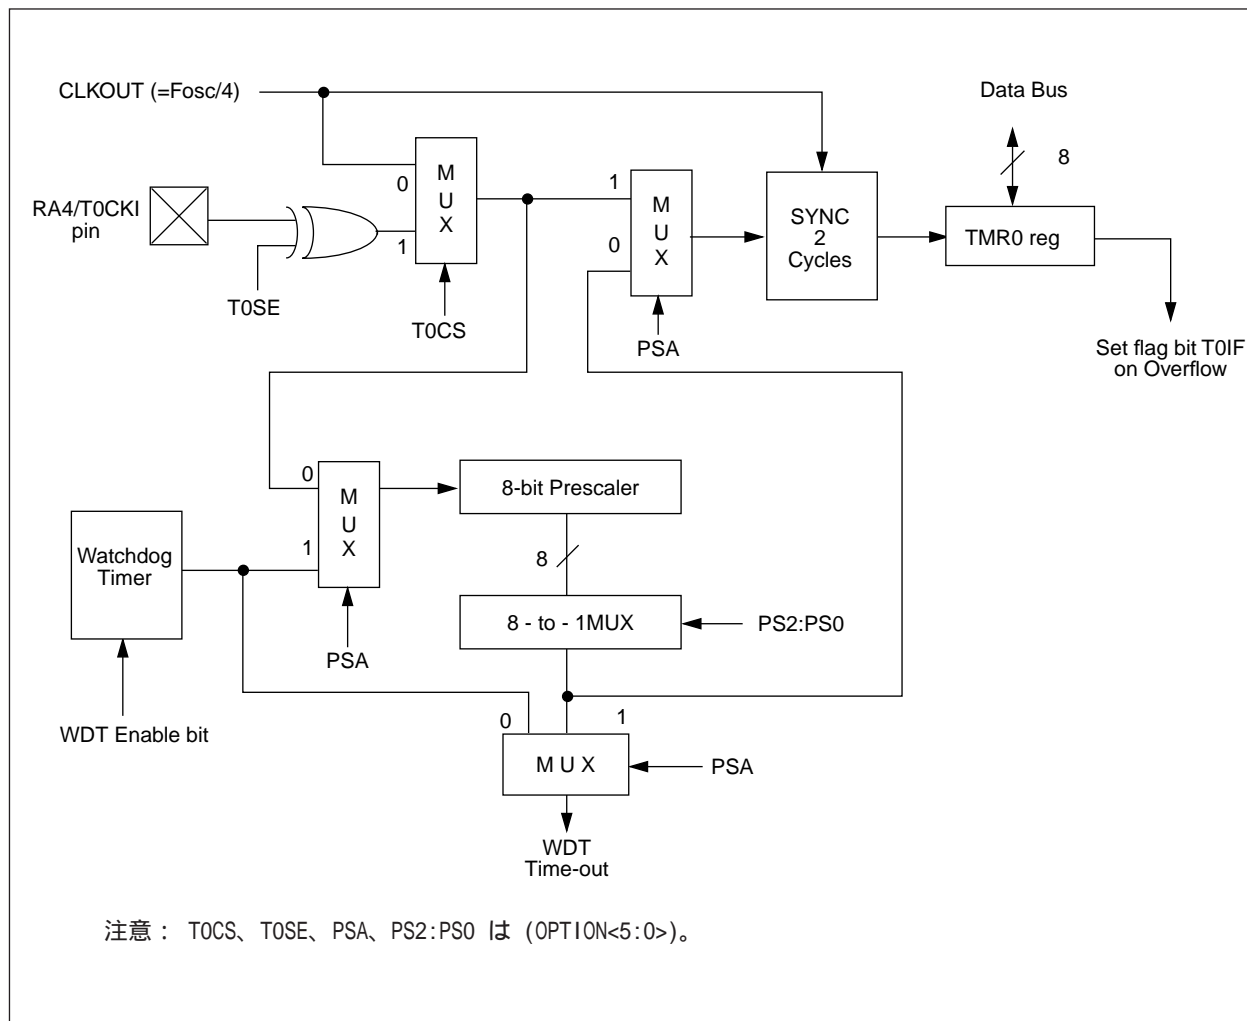 CLKOUT (=Fosc/4)
Data Bus
8
RA4/T0CKI
pin
T0SE
0
1
M
U
X
T0CS
1
0
M
U
X
PSA
SYNC
2
Cycles
TMR0 reg
Set flag bit T0IF
on Overflow
0
1
M
U
X
PSA
8-bit Prescaler
8
Watchdog
Timer
WDT Enable bit
8 - to - 1MUX
PS2:PS0
0
1
M U X
PSA
WDT
Time-out
注意： T0CS、T0SE、PSA、PS2:PS0 は (OPTION<5:0>)。